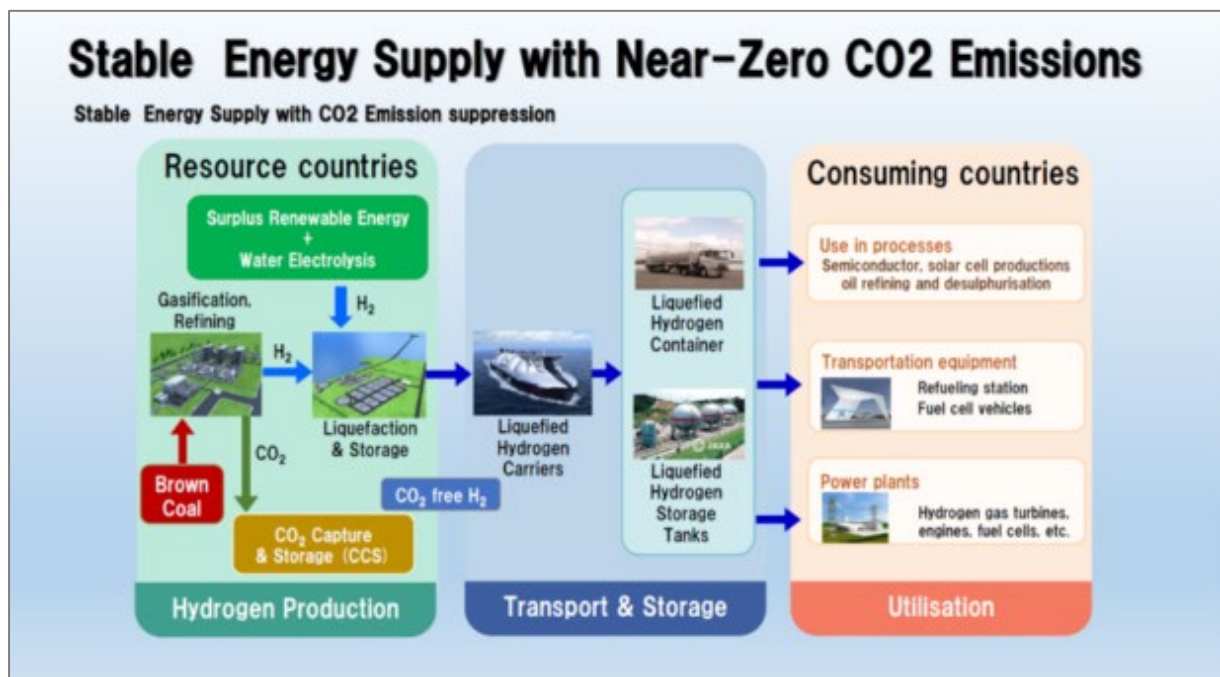 Stable Energy Supply with Near-Zero CO2 Emissions
Stable Energy Supply with CO2 Emission suppression
Resource countries
Surplus Renewable Energy
+
Water Electrolysis
Gasification,
Refining
H₂
H₂
Liquefaction
& Storage
CO₂
Brown
Coal
CO₂ Capture
& Storage (CCS)
CO₂ free H₂
Hydrogen Production
Liquefied
Hydrogen
Carriers
Liquefied
Hydrogen
Container
JAXA
Liquefied
Hydrogen
Storage
Tanks
Transport & Storage
Consuming countries
Use in processes
Semiconductor, solar cell productions
oil refining and desulphurisation
Transportation equipment
Refueling station
Fuel cell vehicles
Power plants
Hydrogen gas turbines,
engines, fuel cells, etc.
Utilisation